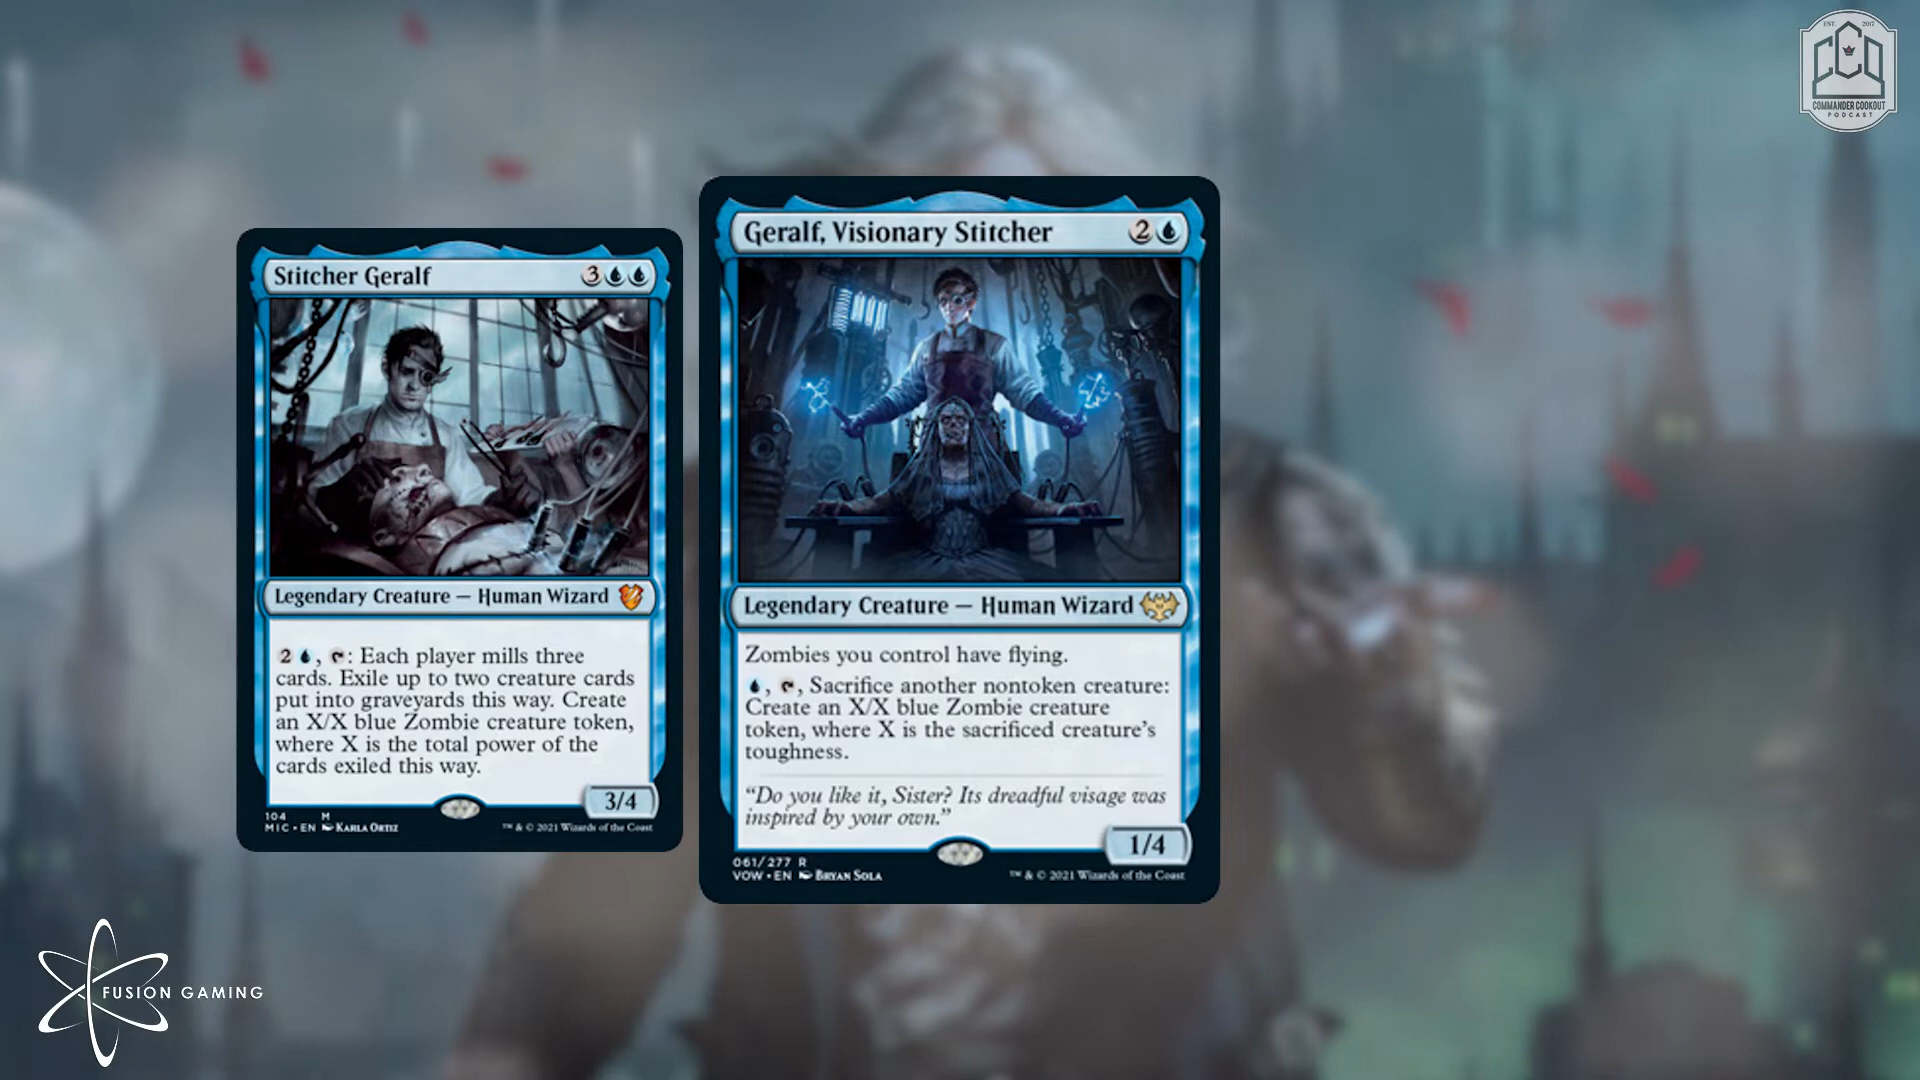 EST. 2017
CCO
COMMANDER COOKOUT
PODCAST
Stitcher Geralf 3
Legendary Creature — Human Wizard
2 , : Each player mills three
cards. Exile up to two creature cards
put into graveyards this way. Create
an X/X blue Zombie creature token,
where X is the total power of the
cards exiled this way.
3/4
104 M
MIC • EN KARLA ORTIZ ™ & © 2021 Wizards of the Coast
Geralf, Visionary Stitcher 2
Legendary Creature — Human Wizard
Zombies you control have flying.
, , Sacrifice another nontoken creature:
Create an X/X blue Zombie creature
token, where X is the sacrificed creature's
toughness.
“Do you like it, Sister? Its dreadful visage was
inspired by your own.”
1/4
061/277 R
VOW • EN BRYAN SOLA ™ & © 2021 Wizards of the Coast
FUSION GAMING